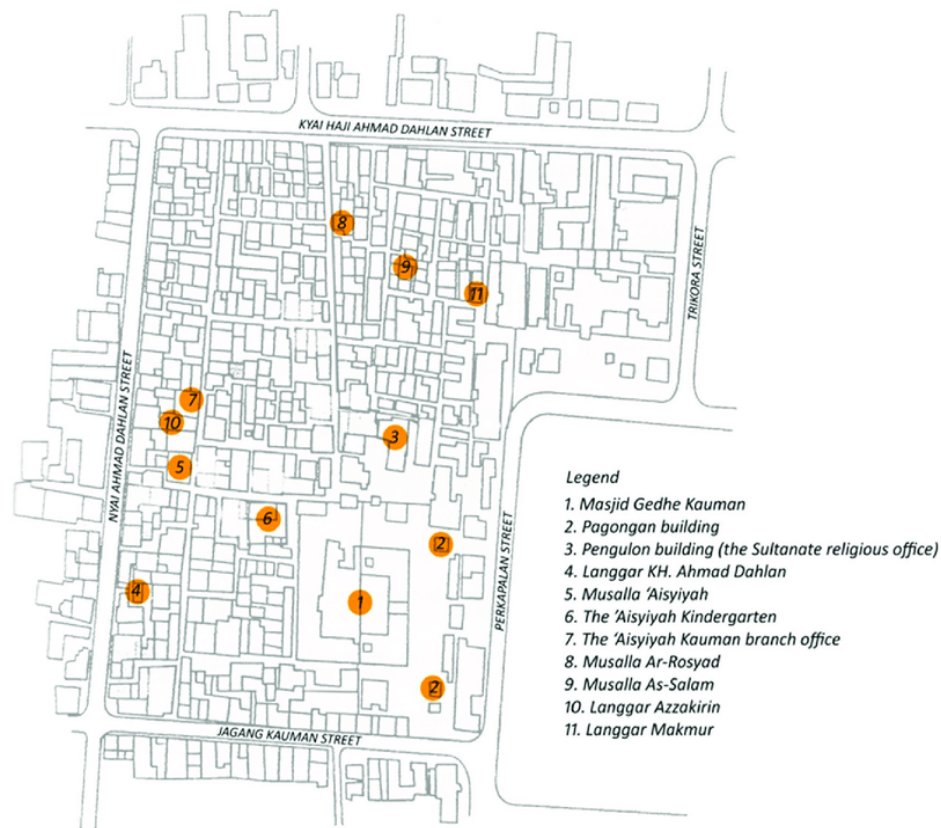 KYAI HAJI AHMAD DAHLAN STREET
8
9
11
TRIKORA STREET
NYAI AHMAD DAHLAN STREET
7
10
3
5
6
2
4
1
PERKAPALAN STREET
2
JAGANG KAUMAN STREET
Legend
1. Masjid Gedhe Kauman
2. Pagongan building
3. Pengulon building (the Sultanate religious office)
4. Langgar KH. Ahmad Dahlan
5. Musalla ‘Aisyiyah
6. The ’Aisyiyah Kindergarten
7. The ‘Aisyiyah Kauman branch office
8. Musalla Ar-Rosyad
9. Musalla As-Salam
10. Langgar Azzakirin
11. Langgar Makmur